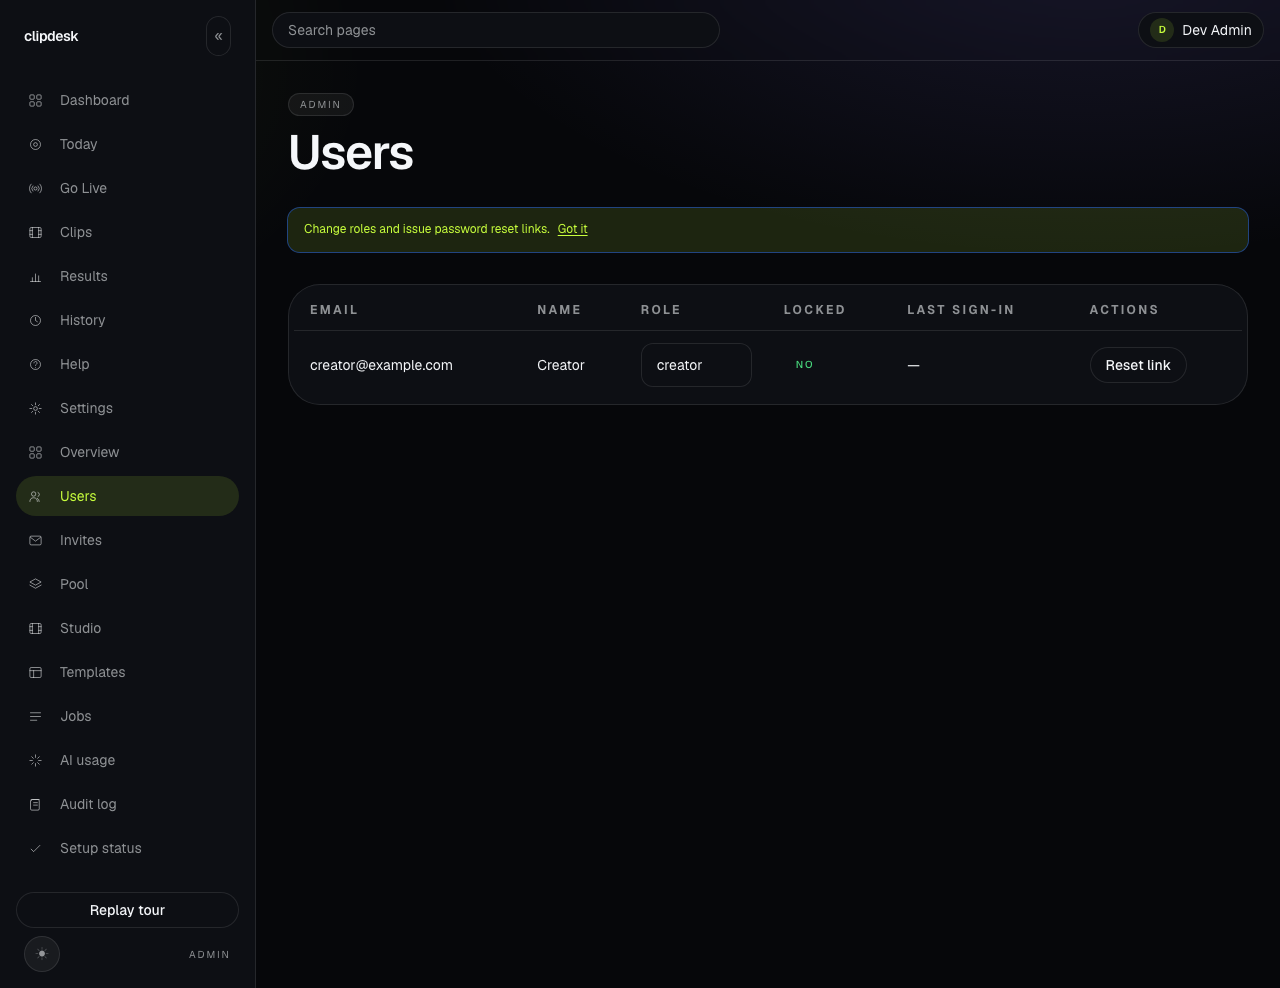 clipdesk
«
Search pages
D
Dev Admin
Dashboard
Today
Go Live
Clips
Results
History
Help
Settings
Overview
Users
Invites
Pool
Studio
Templates
Jobs
AI usage
Audit log
Setup status
Replay tour
ADMIN
ADMIN
Users
Change roles and issue password reset links. Got it
EMAIL NAME ROLE LOCKED LAST SIGN-IN ACTIONS
creator@example.com Creator creator NO — Reset link